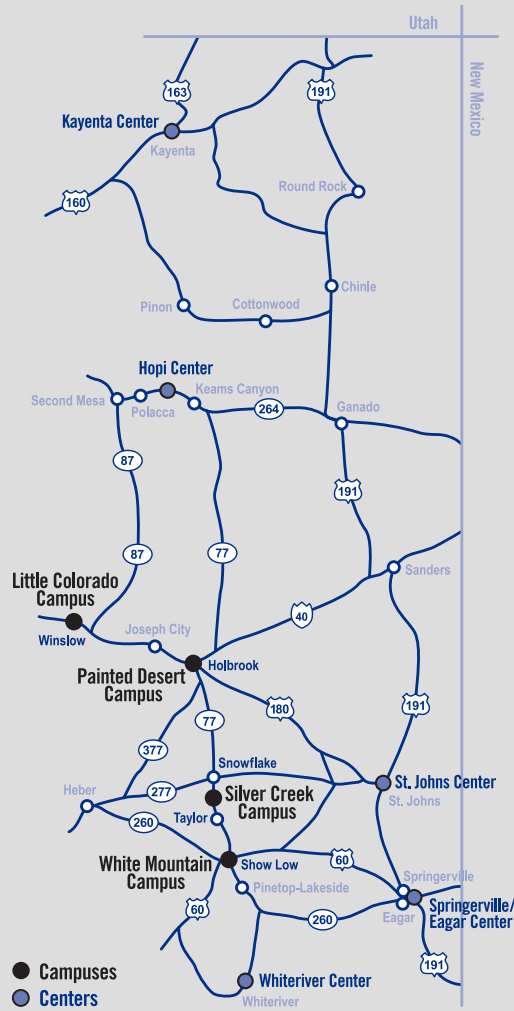 Utah
New Mexico
163
191
Kayenta Center
Kayenta
160
Round Rock
Chinle
Pinon
Cottonwood
Hopi Center
Second Mesa
Polacca
Keams Canyon
264
Ganado
87
191
87
77
Sanders
Little Colorado
Campus
Winslow
Joseph City
40
Painted Desert
Campus
Holbrook
77
180
191
377
Snowflake
277
Heber
Silver Creek
Campus
St. Johns Center
St. Johns
260
Taylor
White Mountain
Campus
Show Low
60
Pinetop-Lakeside
60
260
Springerville
Eagar
Springerville/
Eagar Center
191
Whiteriver Center
Whiteriver
Campuses
Centers